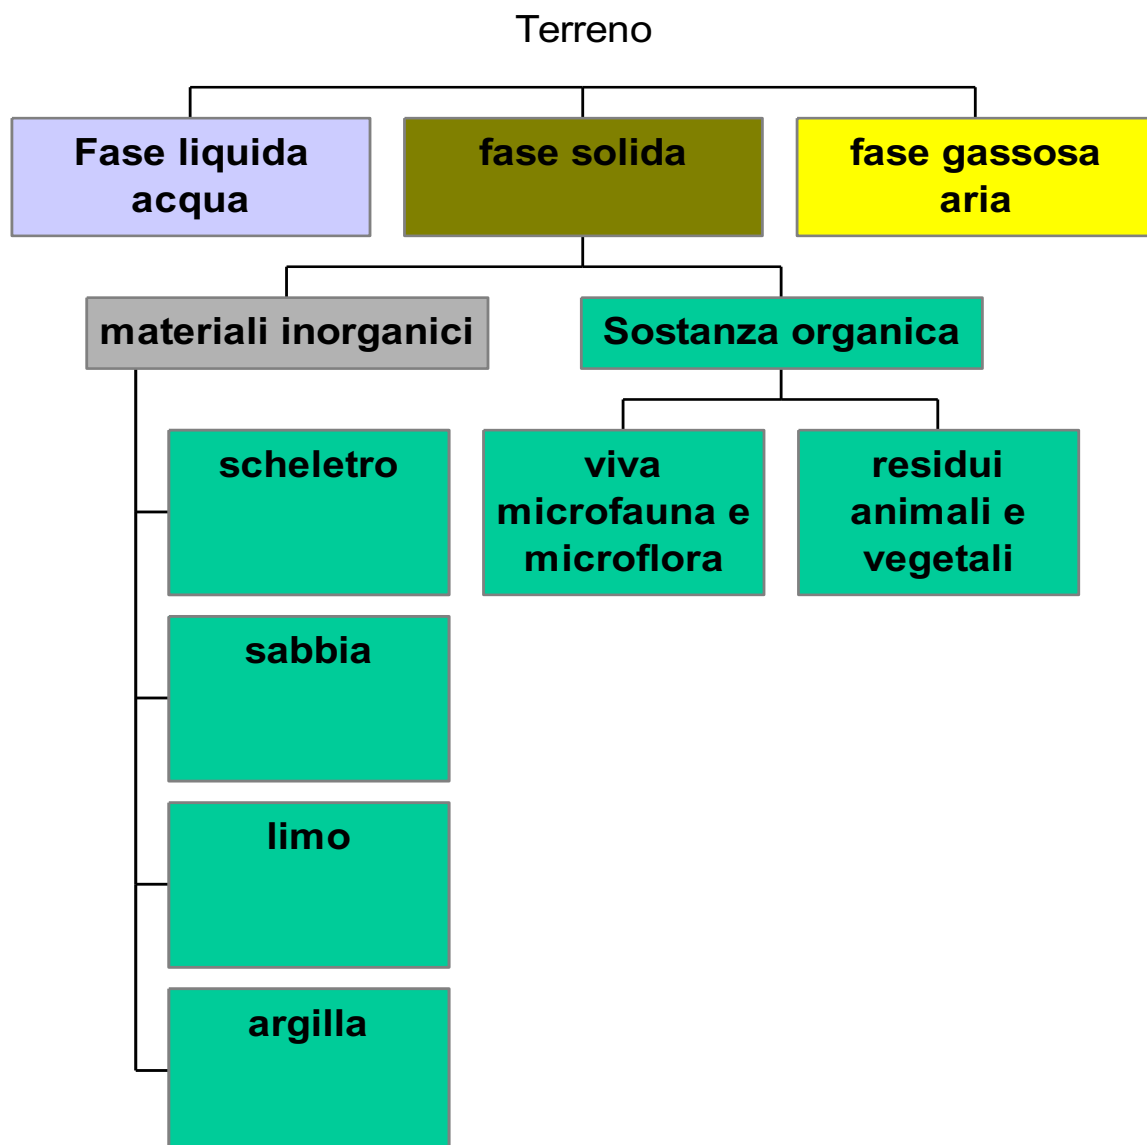 Terreno
Fase liquida
acqua
fase solida
fase gassosa
aria
materiali inorganici
Sostanza organica
scheletro
viva
microfauna e
microflora
residui
animali e
vegetali
sabbia
limo
argilla